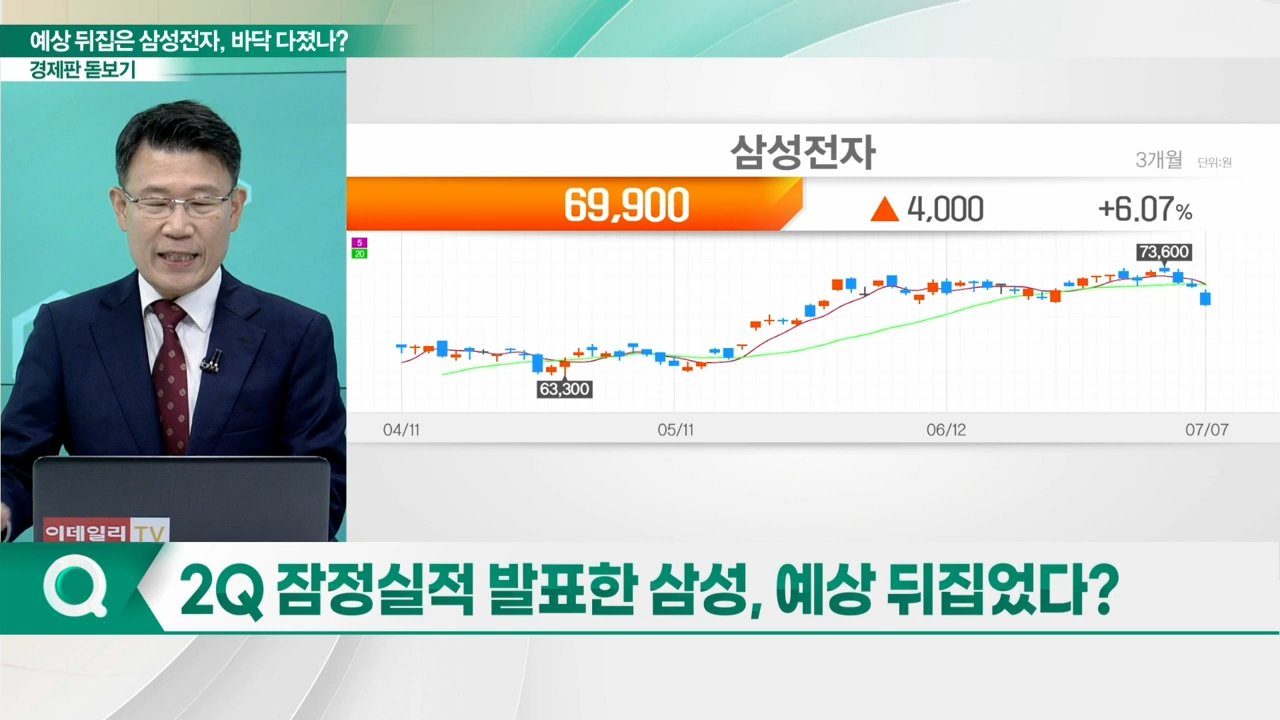 예상 뒤집은 삼성전자, 바닥 다졌나?
경제판 돋보기
삼성전자
3개월 단위:원
69,900 ▲ 4,000 +6.07%
5
20
73,600
63,300
04/11 05/11 06/12 07/07
이데일리 TV
2Q 잠정실적 발표한 삼성, 예상 뒤집었다?